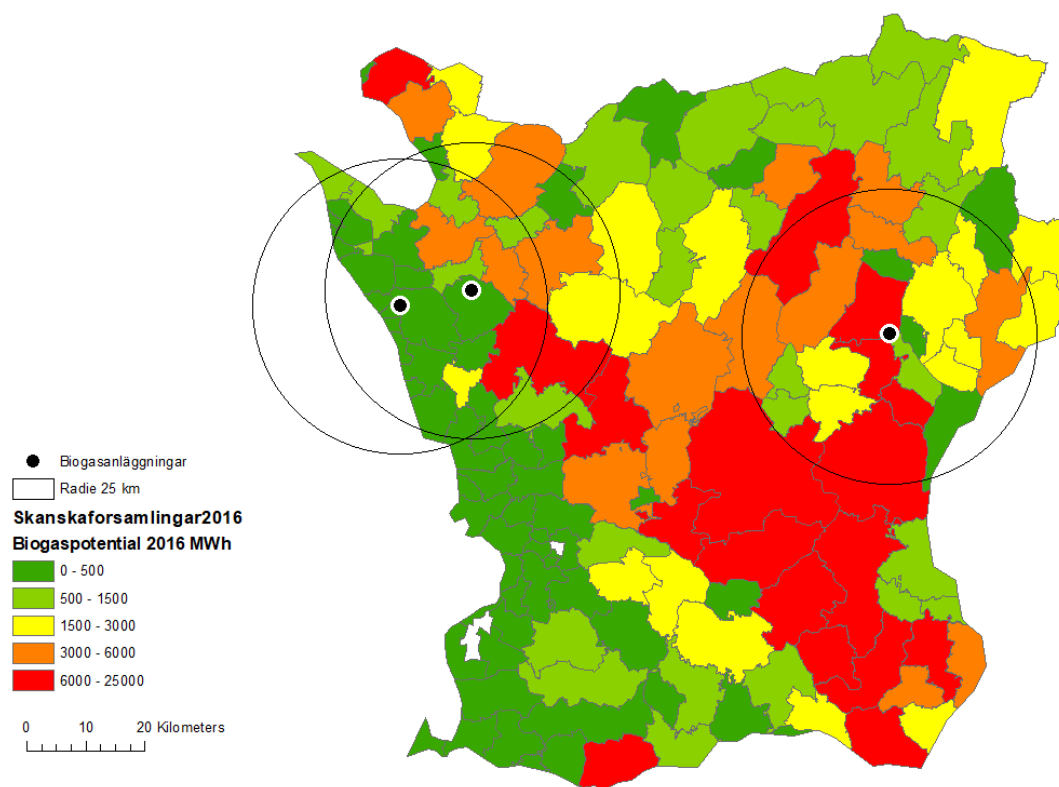 Biogasanläggningar
Radie 25 km
Skanskaforsamlingar2016
Biogaspotential 2016 MWh
0 - 500
500 - 1500
1500 - 3000
3000 - 6000
6000 - 25000
0 10 20 Kilometers